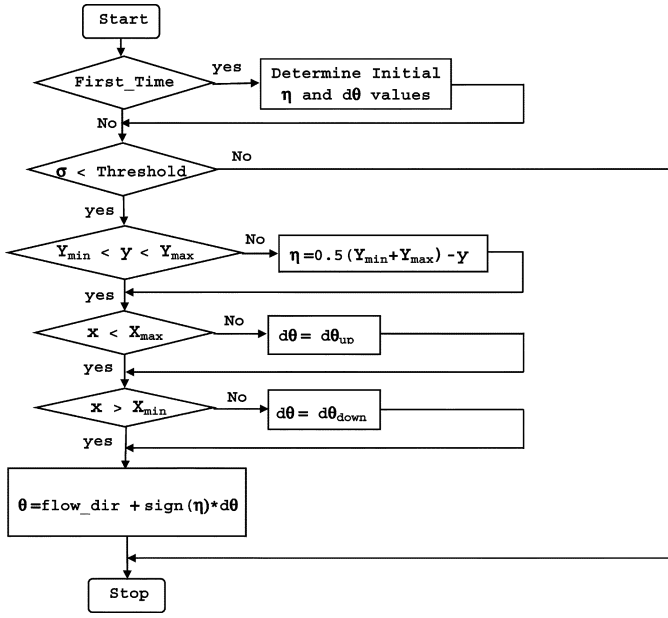 Start
First_Time
yes
Determine Initial
η and dθ values
No
σ < Threshold
No
yes
Ymin < y < Ymax
No
η=0.5(Ymin+Ymax)-y
yes
x < Xmax
No
dθ= dθup
yes
x > Xmin
No
dθ= dθdown
yes
θ=flow_dir +sign(η)*dθ
Stop